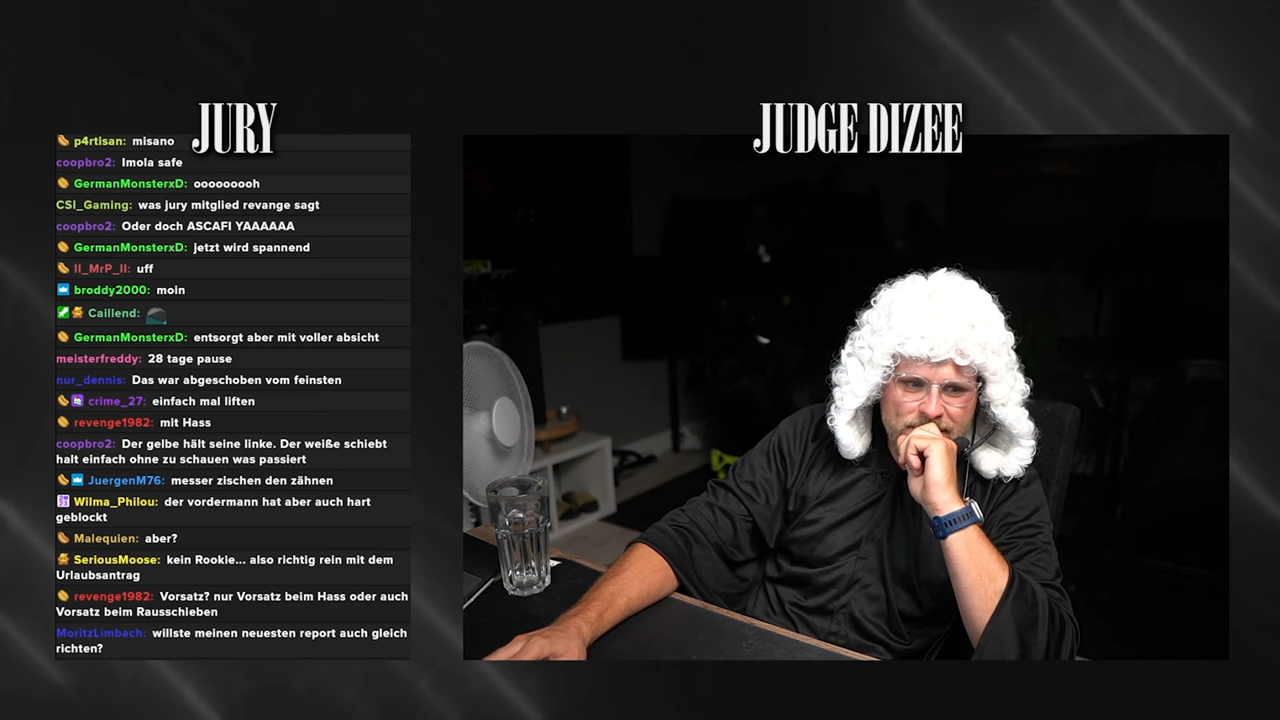 JURY
JUDGE DIZEE
p4rtisan: misano
coopbro2: Imola safe
GermanMonsterxD: ooooooooh
CSI_Gaming: was jury mitglied revange sagt
coopbro2: Oder doch ASCAFI YAAAAAA
GermanMonsterxD: jetzt wird spannend
II_MrP_II: uff
broddy2000: moin
Caillend:
GermanMonsterxD: entsorgt aber mit voller absicht
meisterfreddy: 28 tage pause
nur_dennis: Das war abgeschoben vom feinsten
crime_27: einfach mal liften
revenge1982: mit Hass
coopbro2: Der gelbe hält seine linke. Der weiße schiebt
halt einfach ohne zu schauen was passiert
JuergenM76: messer zischen den zähnen
Wilma_Philou: der vordermann hat aber auch hart
geblockt
Malequien: aber?
SeriousMoose: kein Rookie... also richtig rein mit dem
Urlaubsantrag
revenge1982: Vorsatz? nur Vorsatz beim Hass oder auch
Vorsatz beim Rausschieben
MoritzLimbach: willste meinen neuesten report auch gleich
richten?